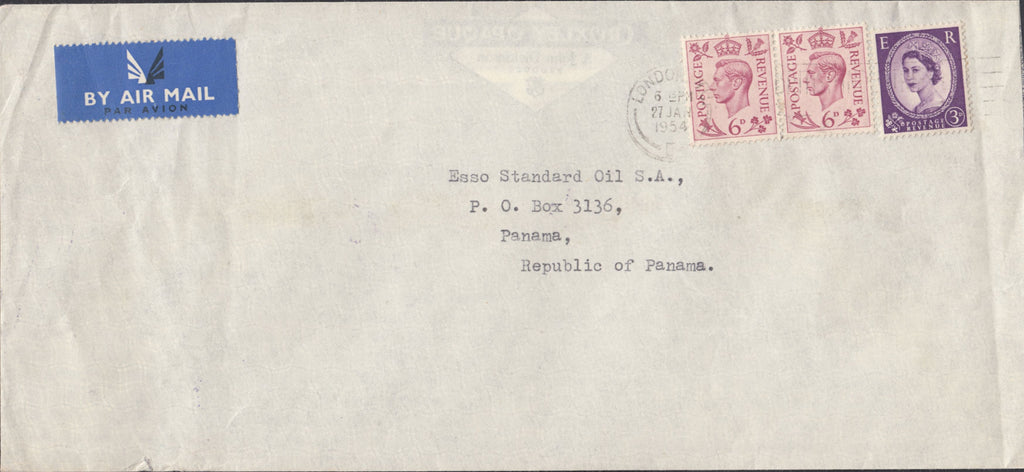 BY AIR MAIL
PAR AVION
LONDON
27 JAN
1954
POSTAGE REVENUE
6D
POSTAGE REVENUE
6D
E R
POSTAGE
REVENUE
3D
Esso Standard Oil S.A.,
P. O. Box 3136,
Panama,
Republic of Panama.